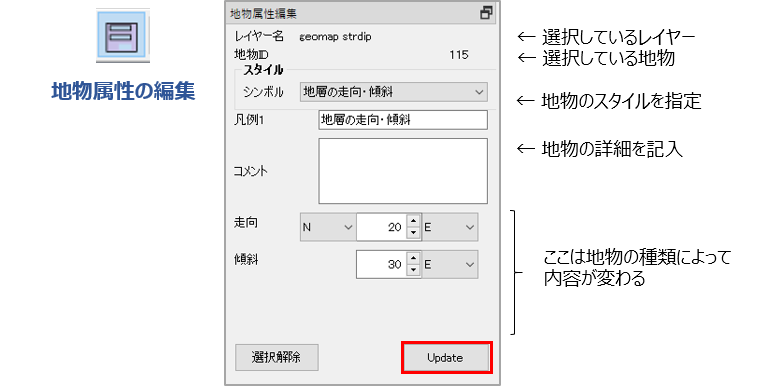 地物属性の編集
地物属性編集
レイヤー名 geomap strdip
← 選択しているレイヤー
地物ID 115
← 選択している地物
スタイル
シンボル 地層の走向・傾斜
← 地物のスタイルを指定
凡例1 地層の走向・傾斜
← 地物の詳細を記入
コメント
走向 N 20 E
傾斜 30 E
ここは地物の種類によって
内容が変わる
選択解除 Update